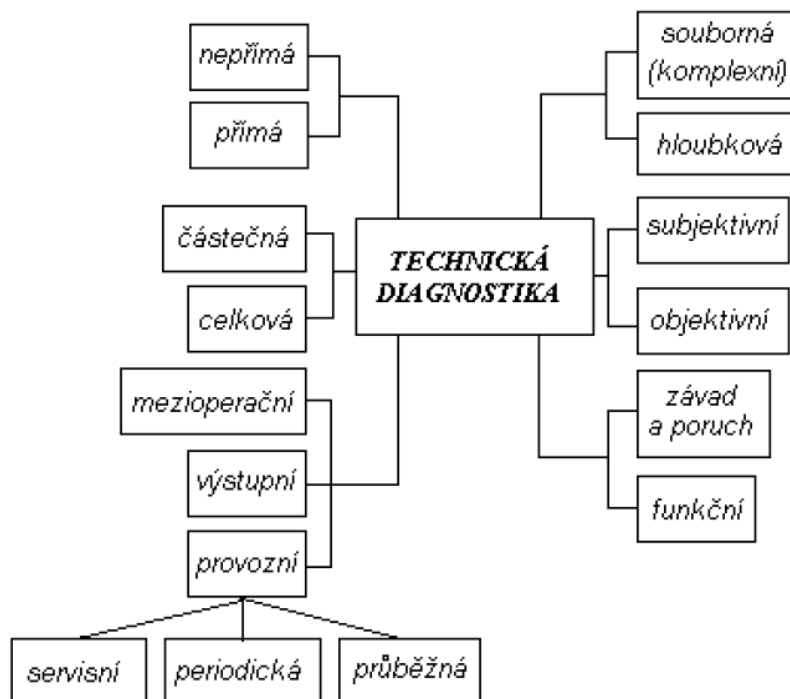 nepřímá
přímá
částečná
celková
mezioperační
výstupní
provozní
servisní
periodická
průběžná
TECHNICKÁ
DIAGNOSTIKA
souborná
(komplexní)
hloubková
subjektivní
objektivní
závad
a poruch
funkční